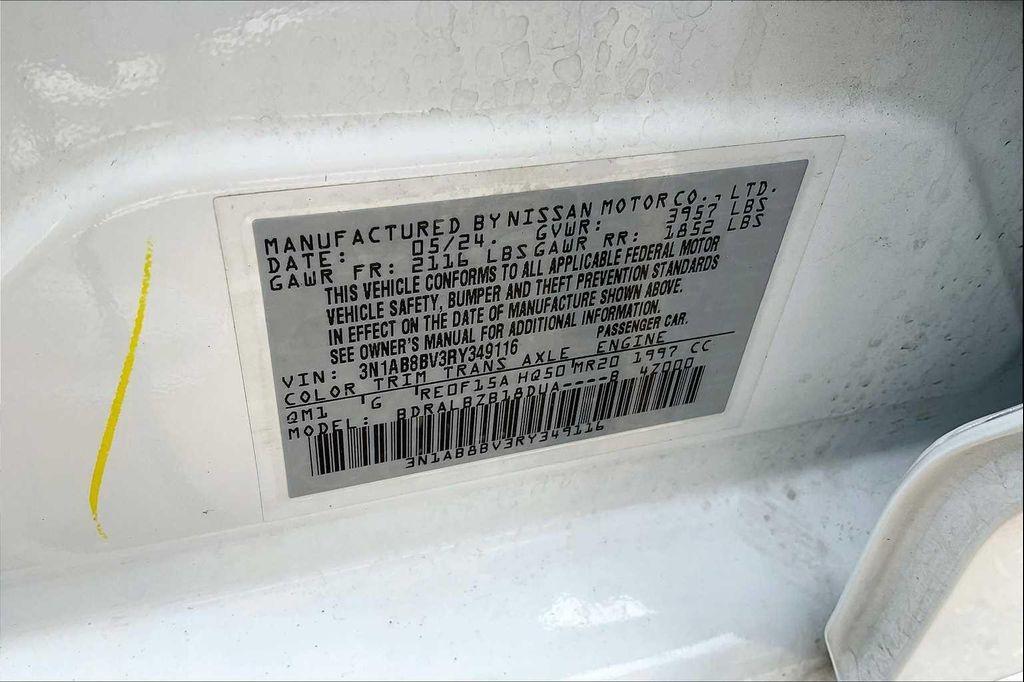 MANUFACTURED BY NISSAN MOTOR CO., LTD.
DATE: 05/24. GVWR: 3957 LBS
GAWR FR: 2116 LBS GAWR RR: 1852 LBS
THIS VEHICLE CONFORMS TO ALL APPLICABLE FEDERAL MOTOR
VEHICLE SAFETY, BUMPER AND THEFT PREVENTION STANDARDS
IN EFFECT ON THE DATE OF MANUFACTURE SHOWN ABOVE.
SEE OWNER'S MANUAL FOR ADDITIONAL INFORMATION.
VIN: 3N1AB8BV3RY349116 PASSENGER CAR.
COLOR TRIM TRANS AXLE ENGINE
QM1 G RE0F15A HQ50 MR20 1997 CC
MODEL: BDRALBZB18DUA----B 47000
3N1AB8BV3RY349116